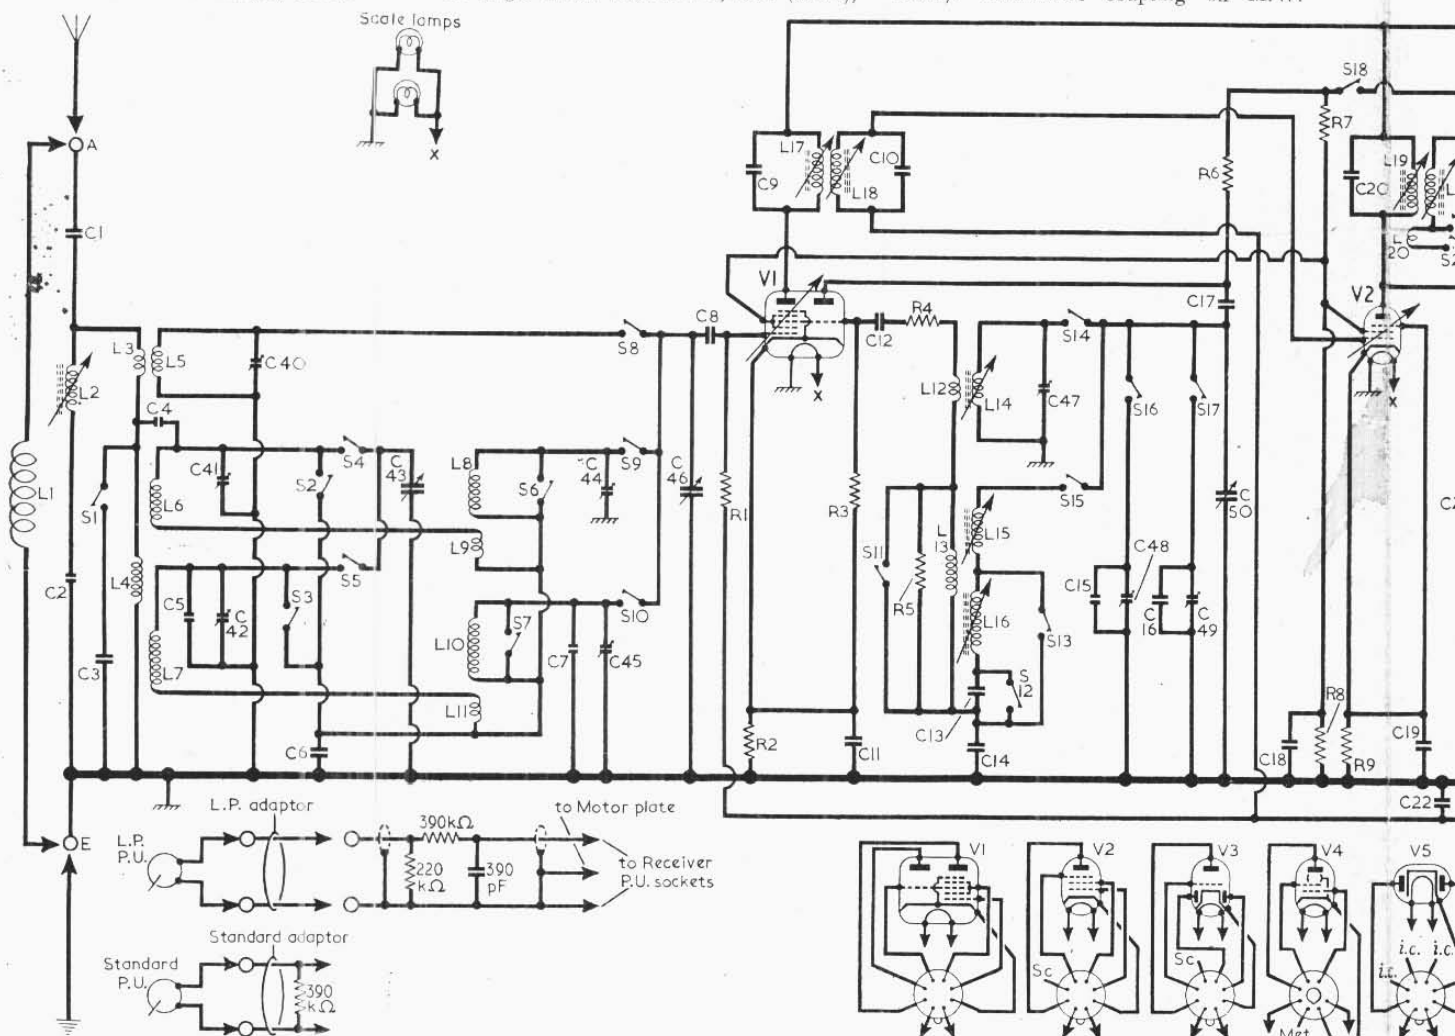 coupling on L.W.
Scale lamps
X
A
C1
L1
L2
C2
E
L3
L5
C4
C40
S8
C8
L4
S1
C3
L6
C41
S2
S4
C43
L8
S6
C44
S9
C46
L9
L7
C5
C42
S3
S5
L10
S7
C7
C45
S10
L11
C6
R1
R2
C9
L17
C10
L18
V1
X
C12
R4
R3
C11
L12
L14
C47
S14
S11
R5
L13
L15
S15
L16
S13
S12
C13
C14
S16
S17
C15
C48
C16
C49
C50
C17
R6
R7
S18
C20
L19
L20
V2
X
C18
R8
R9
C19
C22
L.P. adaptor
L.P. P.U.
390kΩ
220 kΩ
390 pF
to Motor plate
to Receiver
P.U. sockets
Standard adaptor
Standard P.U.
390 kΩ
V1
V2
V3
V4
V5
Sc
Sc
Met
i.c.
i.c.
i.c.